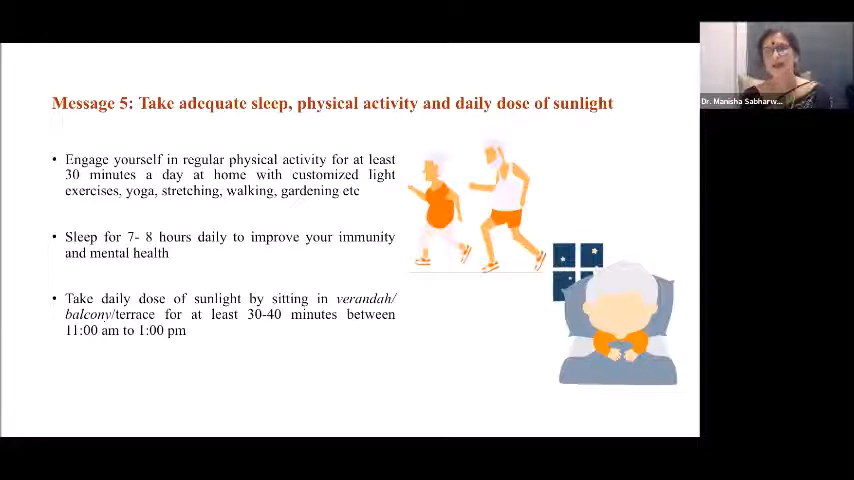 Message 5: Take adequate sleep, physical activity and daily dose of sunlight
Dr. Manisha Sabharw...
• Engage yourself in regular physical activity for at least
30 minutes a day at home with customized light
exercises, yoga, stretching, walking, gardening etc
• Sleep for 7- 8 hours daily to improve your immunity
and mental health
• Take daily dose of sunlight by sitting in verandah/
balcony/terrace for at least 30-40 minutes between
11:00 am to 1:00 pm